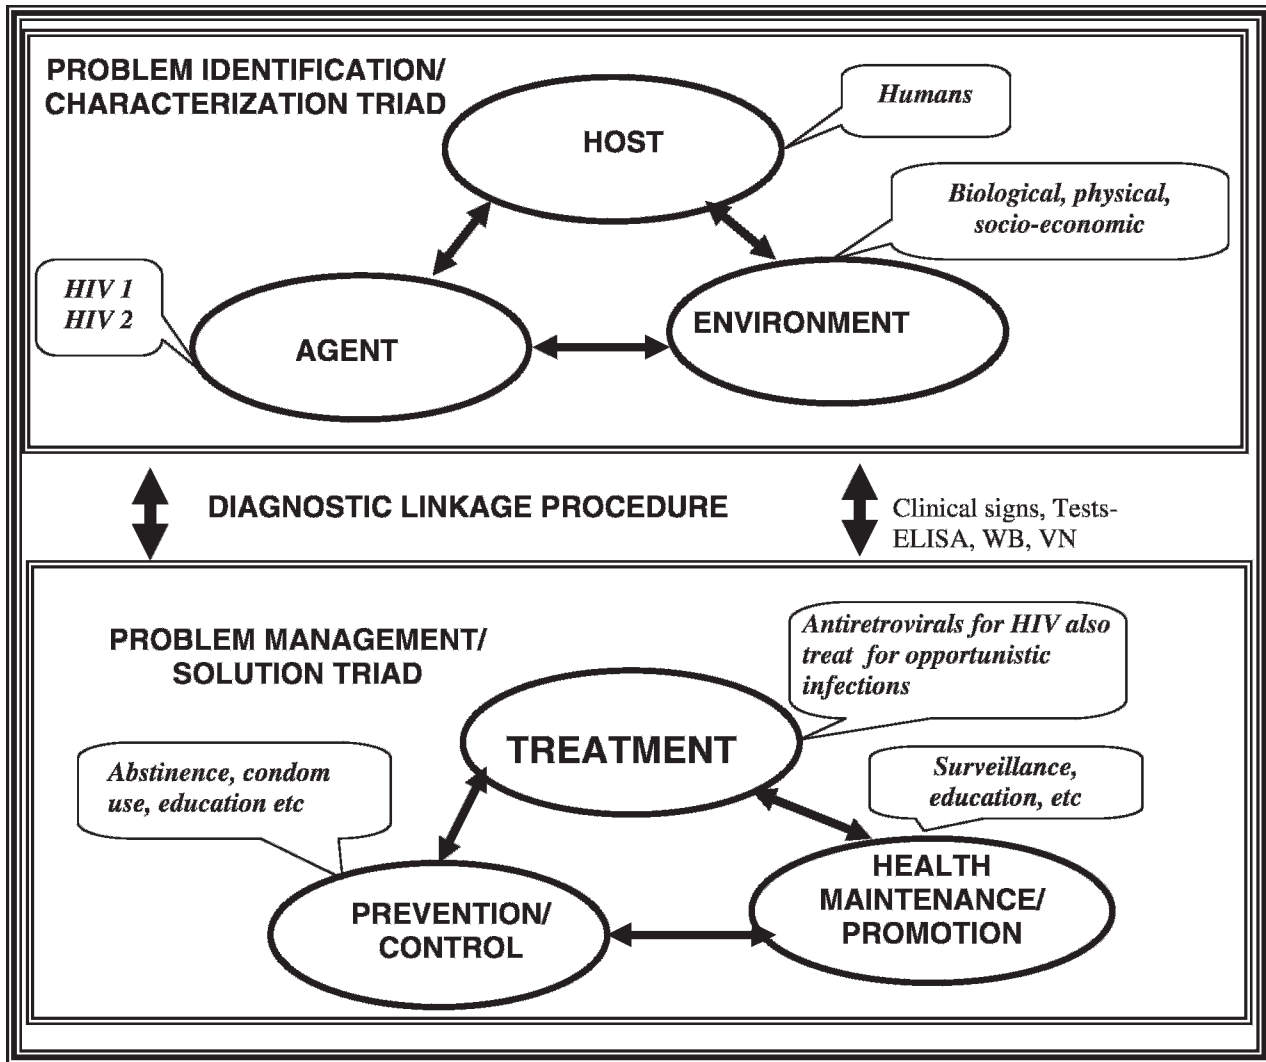 PROBLEM IDENTIFICATION/
CHARACTERIZATION TRIAD
HOST
Humans
Biological, physical,
socio-economic
HIV 1
HIV 2
AGENT
ENVIRONMENT
DIAGNOSTIC LINKAGE PROCEDURE
Clinical signs, Tests-
ELISA, WB, VN
PROBLEM MANAGEMENT/
SOLUTION TRIAD
Antiretrovirals for HIV also
treat for opportunistic
infections
TREATMENT
Abstinence, condom
use, education etc
Surveillance,
education, etc
PREVENTION/
CONTROL
HEALTH
MAINTENANCE/
PROMOTION